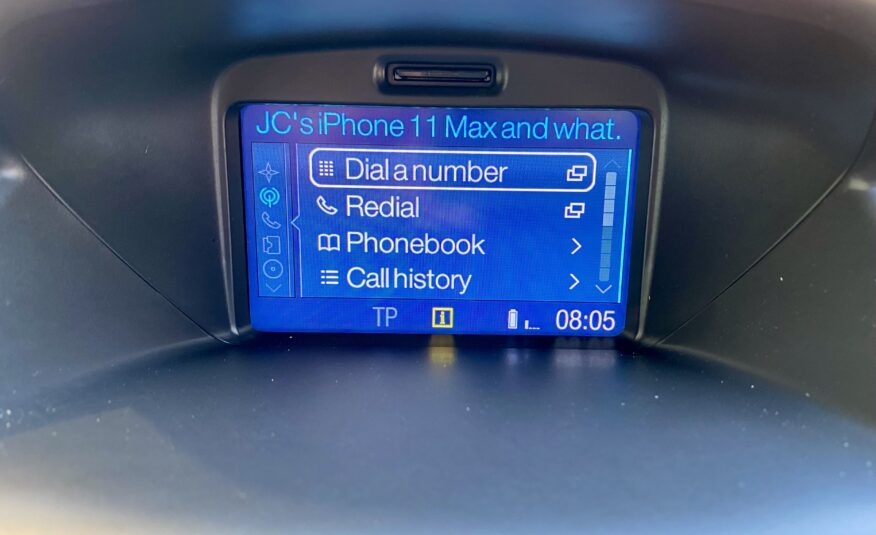 JC's iPhone 11 Max and what.
Dial a number
Redial
Phonebook
Call history
TP 08:05